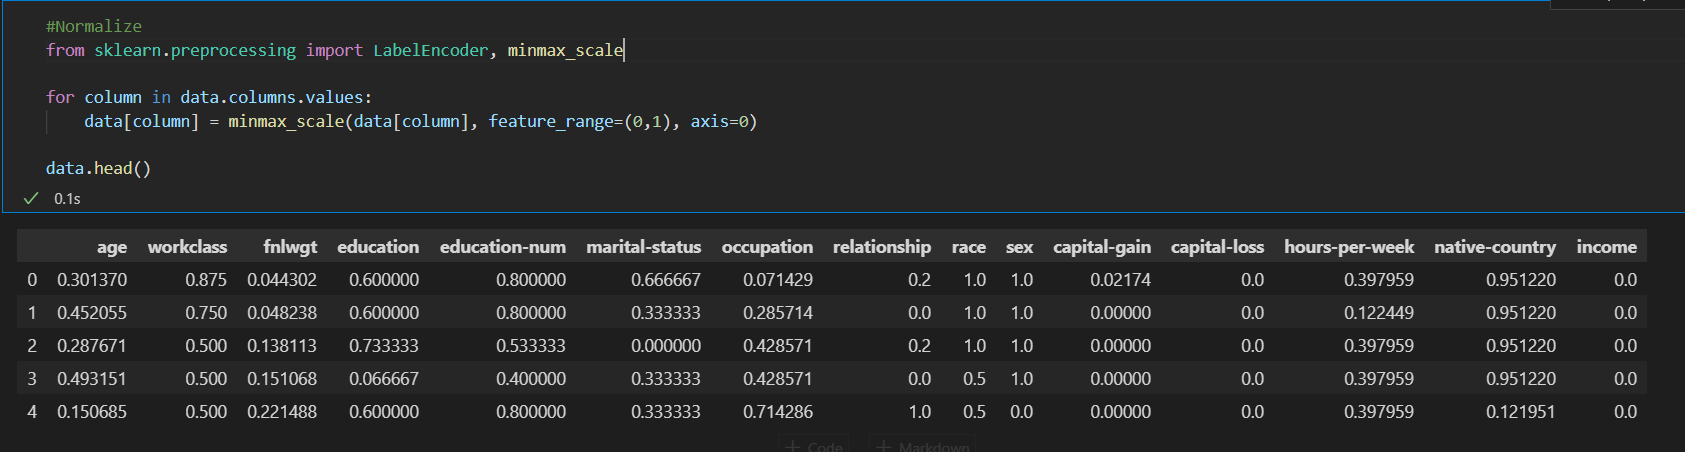 #Normalize
from sklearn.preprocessing import LabelEncoder, minmax_scale
for column in data.columns.values:
data[column] = minmax_scale(data[column], feature_range=(0,1), axis=0)
data.head()
✓ 0.1s
age workclass fnlwgt education education-num marital-status occupation relationship race sex capital-gain capital-loss hours-per-week native-country income
0 0.301370 0.875 0.044302 0.600000 0.800000 0.666667 0.071429 0.2 1.0 1.0 0.02174 0.0 0.397959 0.951220 0.0
1 0.452055 0.750 0.048238 0.600000 0.800000 0.333333 0.285714 0.0 1.0 1.0 0.00000 0.0 0.122449 0.951220 0.0
2 0.287671 0.500 0.138113 0.733333 0.533333 0.000000 0.428571 0.2 1.0 1.0 0.00000 0.0 0.397959 0.951220 0.0
3 0.493151 0.500 0.151068 0.066667 0.400000 0.333333 0.428571 0.0 0.5 1.0 0.00000 0.0 0.397959 0.951220 0.0
4 0.150685 0.500 0.221488 0.600000 0.800000 0.333333 0.714286 1.0 0.5 0.0 0.00000 0.0 0.397959 0.121951 0.0
+ Code + Markdown